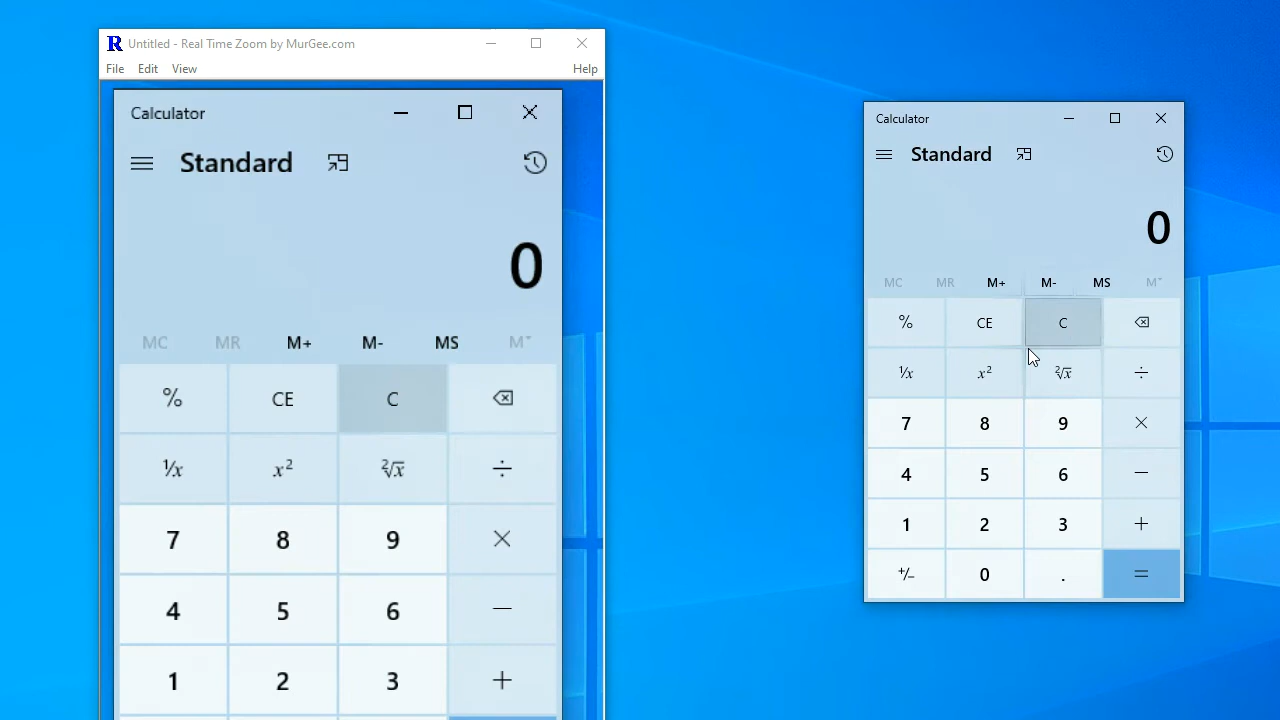 R Untitled - Real Time Zoom by MurGee.com
File Edit View Help
Calculator
Standard
0
MC MR M+ M- MS M˅
% CE C
⅟x x² ²√x ÷
7 8 9 ×
4 5 6 −
1 2 3 +
Calculator
Standard
0
MC MR M+ M- MS M˅
% CE C
⅟x x² ²√x ÷
7 8 9 ×
4 5 6 −
1 2 3 +
+/− 0 . =